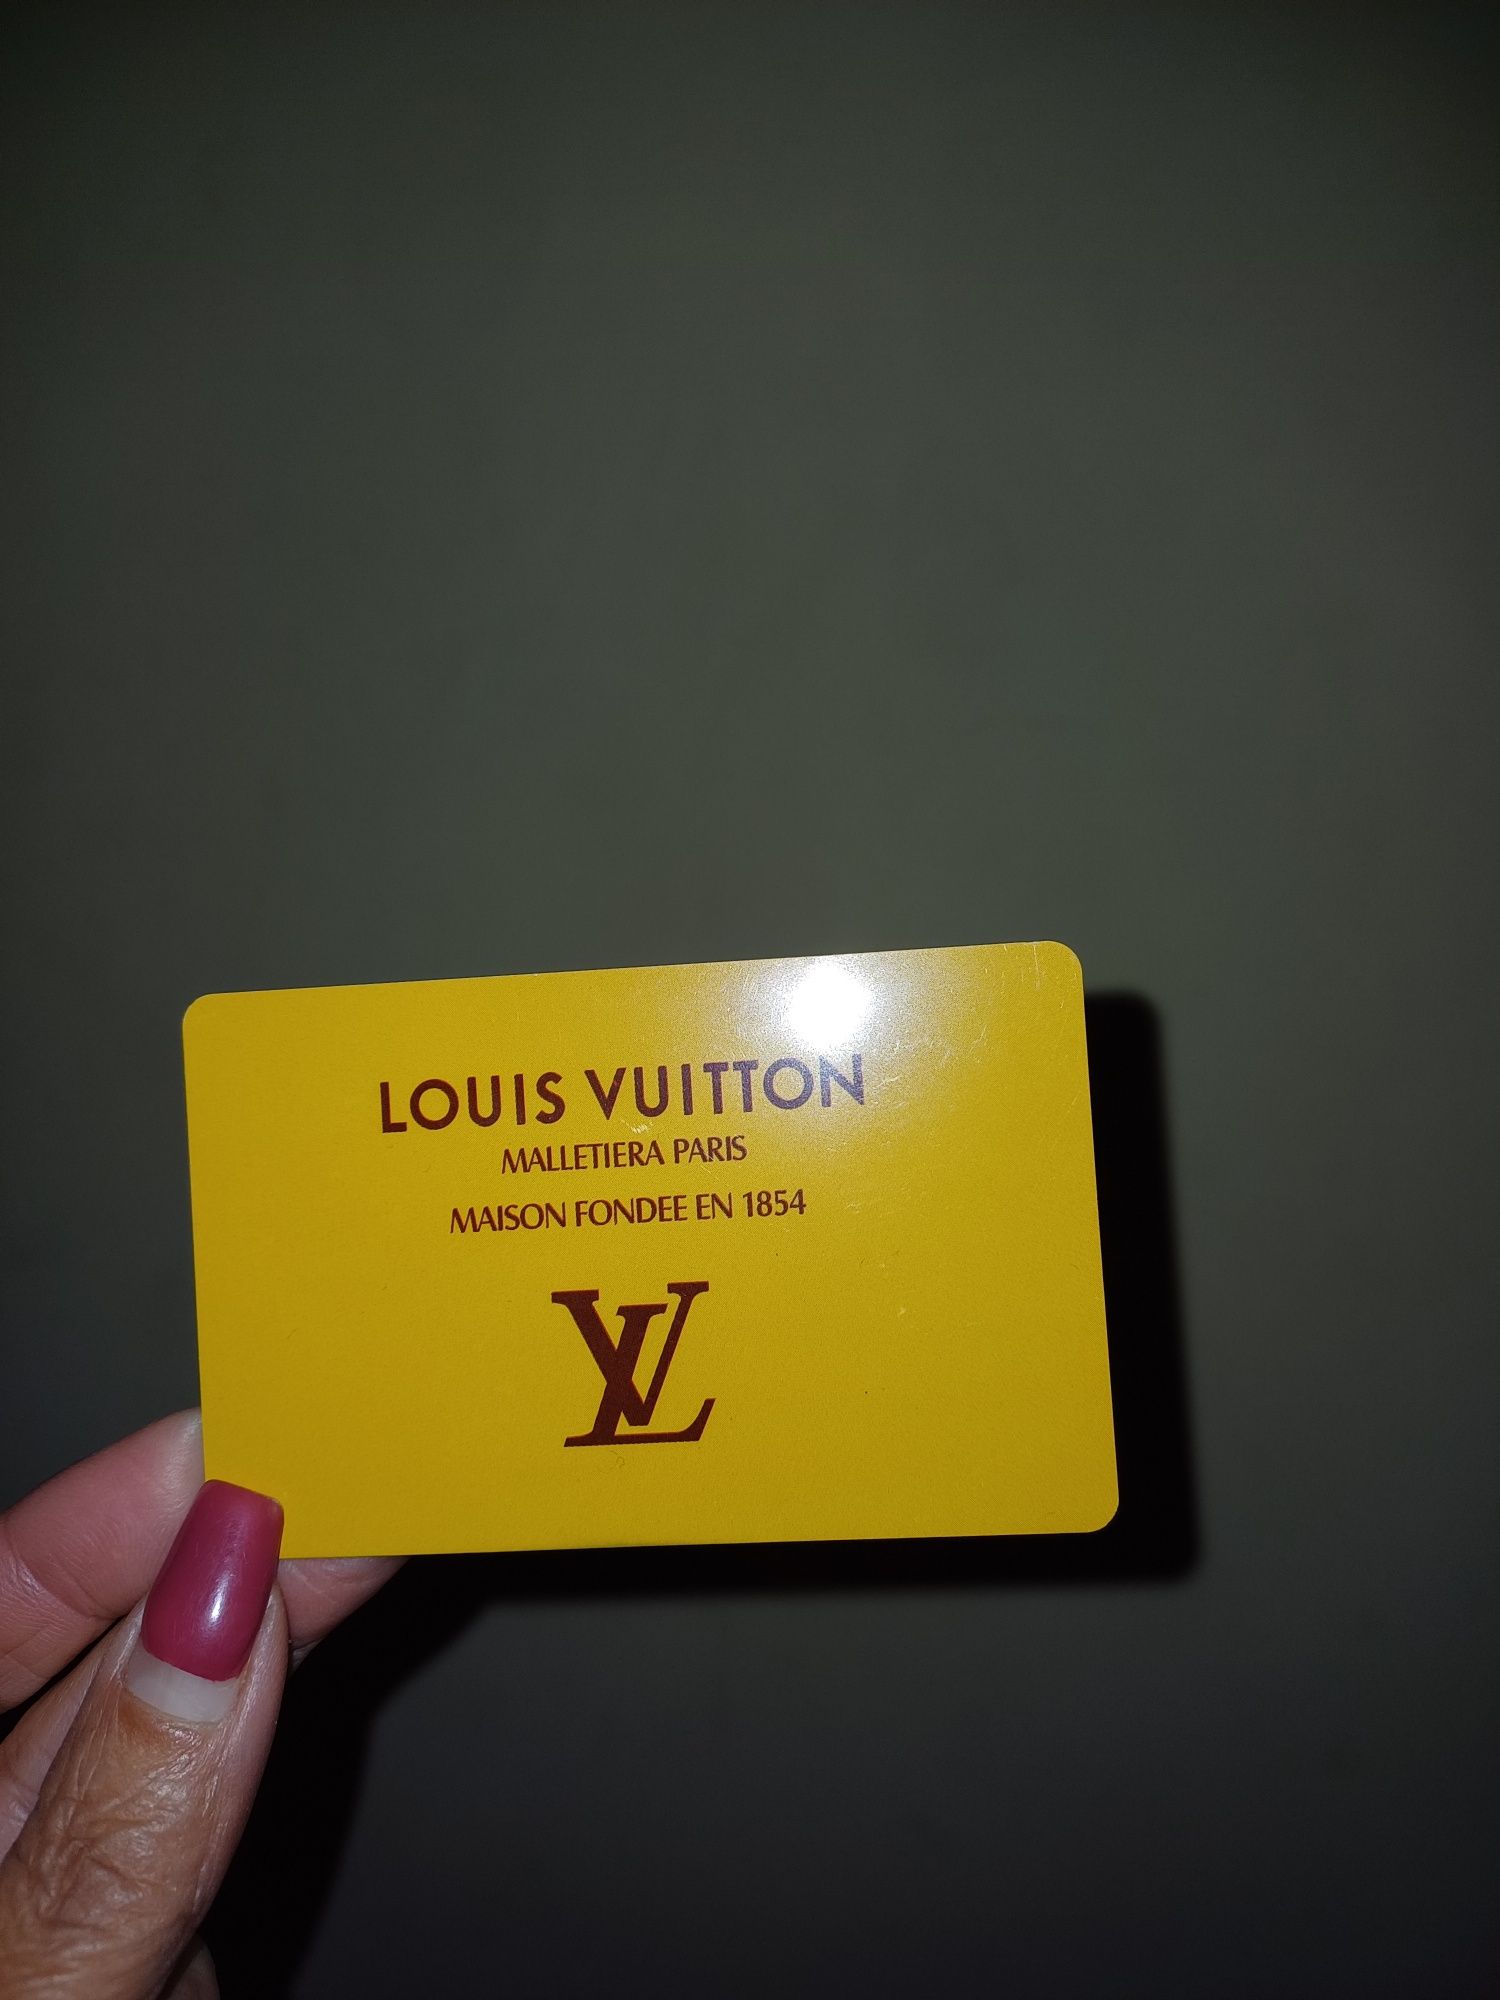 LOUIS VUITTON
MALLETIERA PARIS
MAISON FONDEE EN 1854
LV